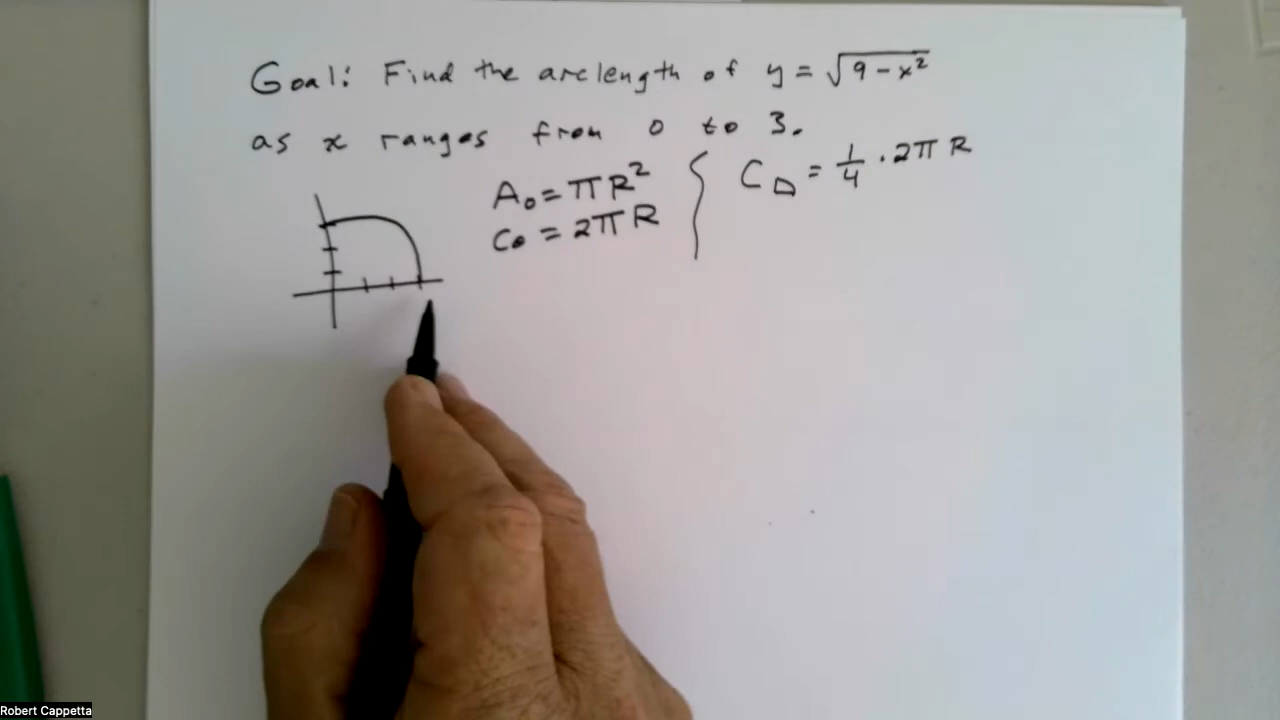 Goal: Find the arclength of y = √9 - x²
as x ranges from 0 to 3.
A○ = πR²
C○ = 2πR
C◺ = 1/4 · 2πR
Robert Cappetta